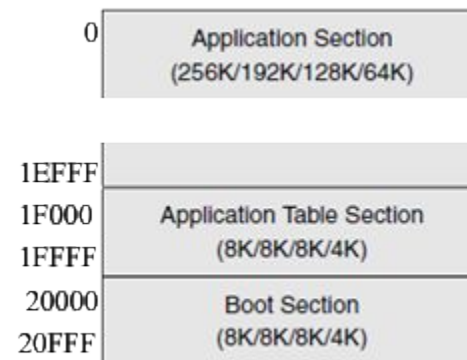 0
Application Section
(256K/192K/128K/64K)
1EFFF
1F000
Application Table Section
1FFFF
(8K/8K/8K/4K)
20000
Boot Section
20FFF
(8K/8K/8K/4K)